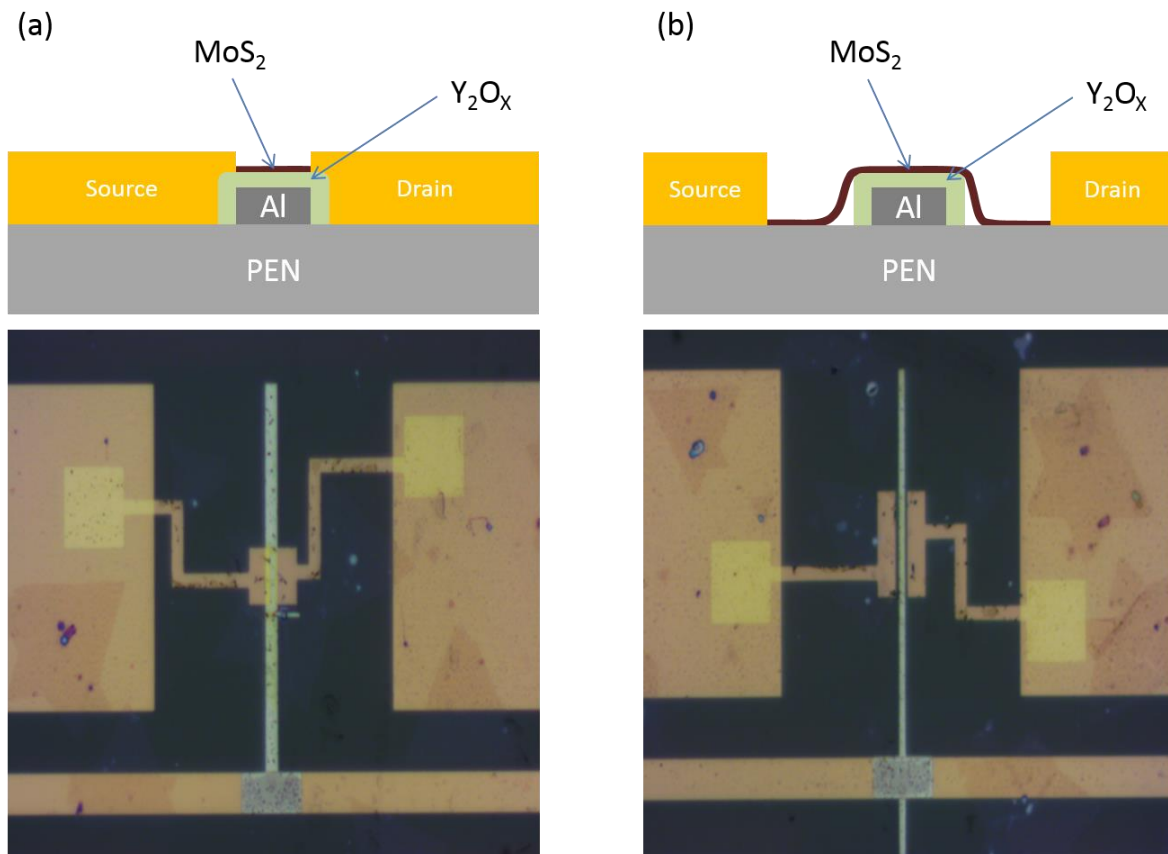 (a)
MoS₂
Y₂Oₓ
Source
Al
Drain
PEN
(b)
MoS₂
Y₂Oₓ
Source
Al
Drain
PEN